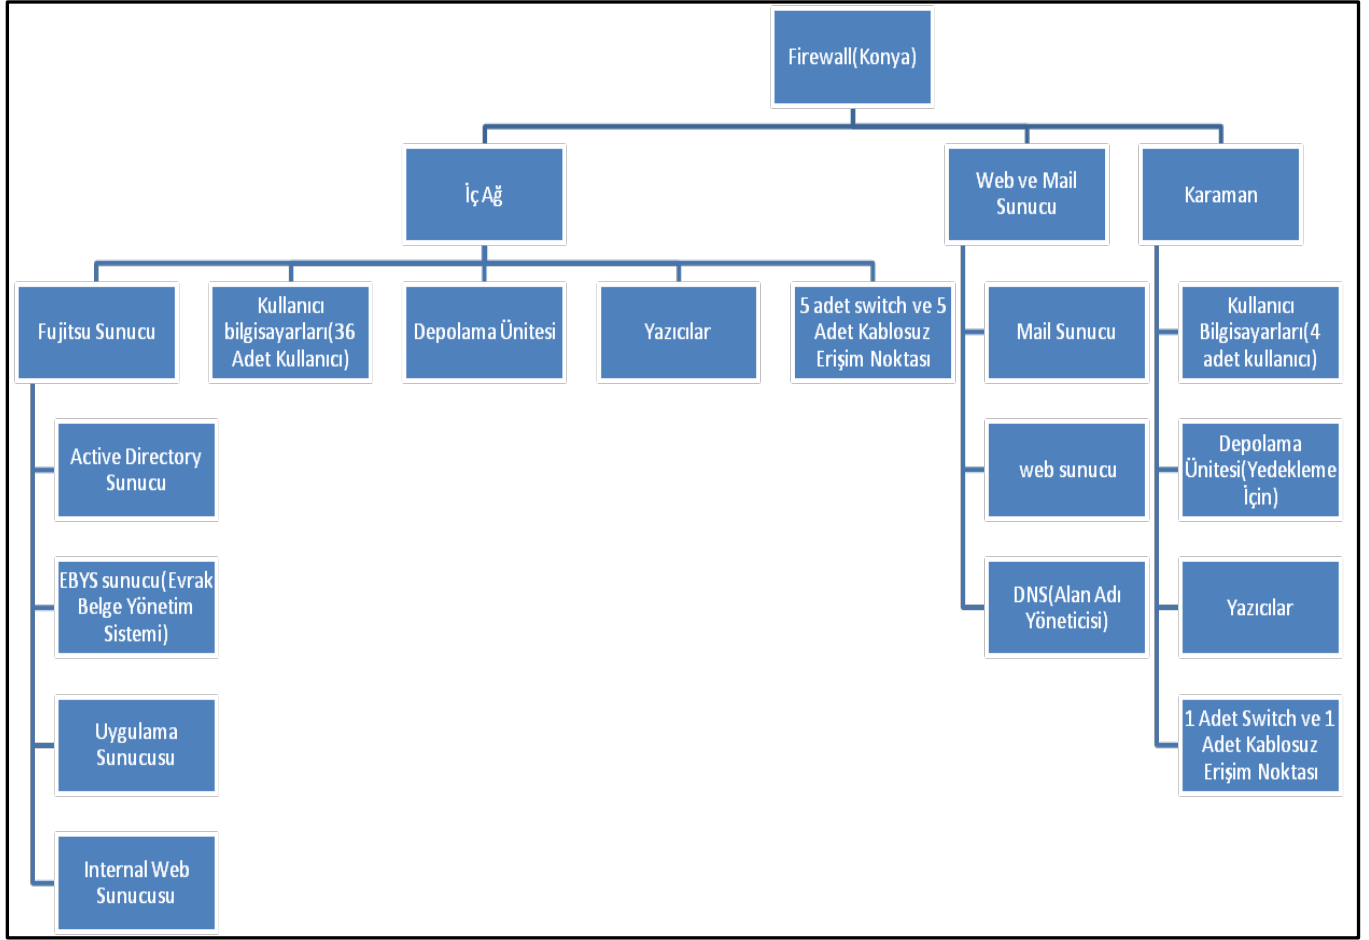 Firewall(Konya)
İç Ağ
Web ve Mail
Sunucu
Karaman
Fujitsu Sunucu
Kullanıcı
bilgisayarları(36
Adet Kullanıcı)
Depolama Ünitesi
Yazıcılar
5 adet switch ve 5
Adet Kablosuz
Erişim Noktası
Active Directory
Sunucu
EBYS sunucu(Evrak
Belge Yönetim
Sistemi)
Uygulama
Sunucusu
Internal Web
Sunucusu
Mail Sunucu
web sunucu
DNS(Alan Adı
Yöneticisi)
Kullanıcı
Bilgisayarları(4
adet kullanıcı)
Depolama
Ünitesi(Yedekleme
İçin)
Yazıcılar
1 Adet Switch ve 1
Adet Kablosuz
Erişim Noktası